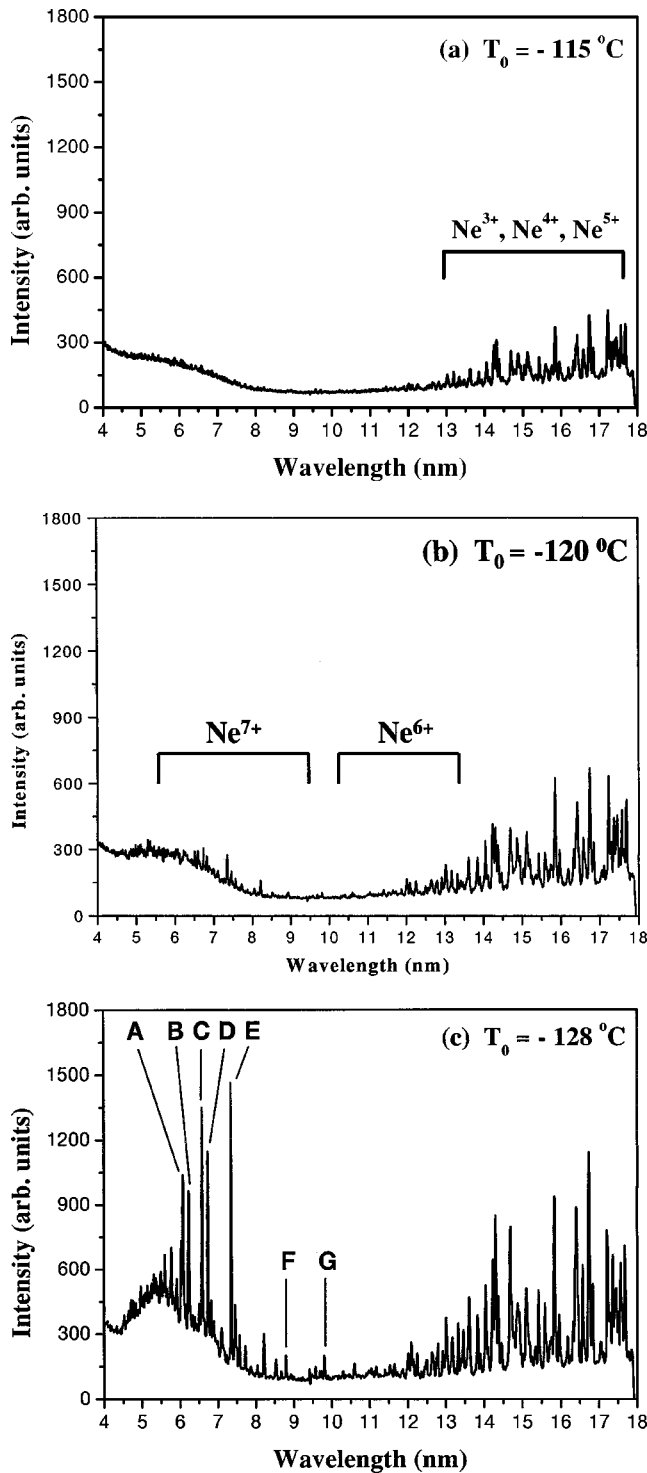 1800
1500
1200
900
600
300
0
Intensity (arb. units)
(a) T₀ = - 115 °C
Ne³⁺, Ne⁴⁺, Ne⁵⁺
4 5 6 7 8 9 10 11 12 13 14 15 16 17 18
Wavelength (nm)
1800
1500
1200
900
600
300
0
Intensity (arb. units)
(b) T₀ = -120 ⁰C
Ne⁷⁺ Ne⁶⁺
4 5 6 7 8 9 10 11 12 13 14 15 16 17 18
Wavelength (nm)
1800
1500
1200
900
600
300
0
Intensity (arb. units)
A B C D E
(c) T₀ = - 128 °C
F G
4 5 6 7 8 9 10 11 12 13 14 15 16 17 18
Wavelength (nm)